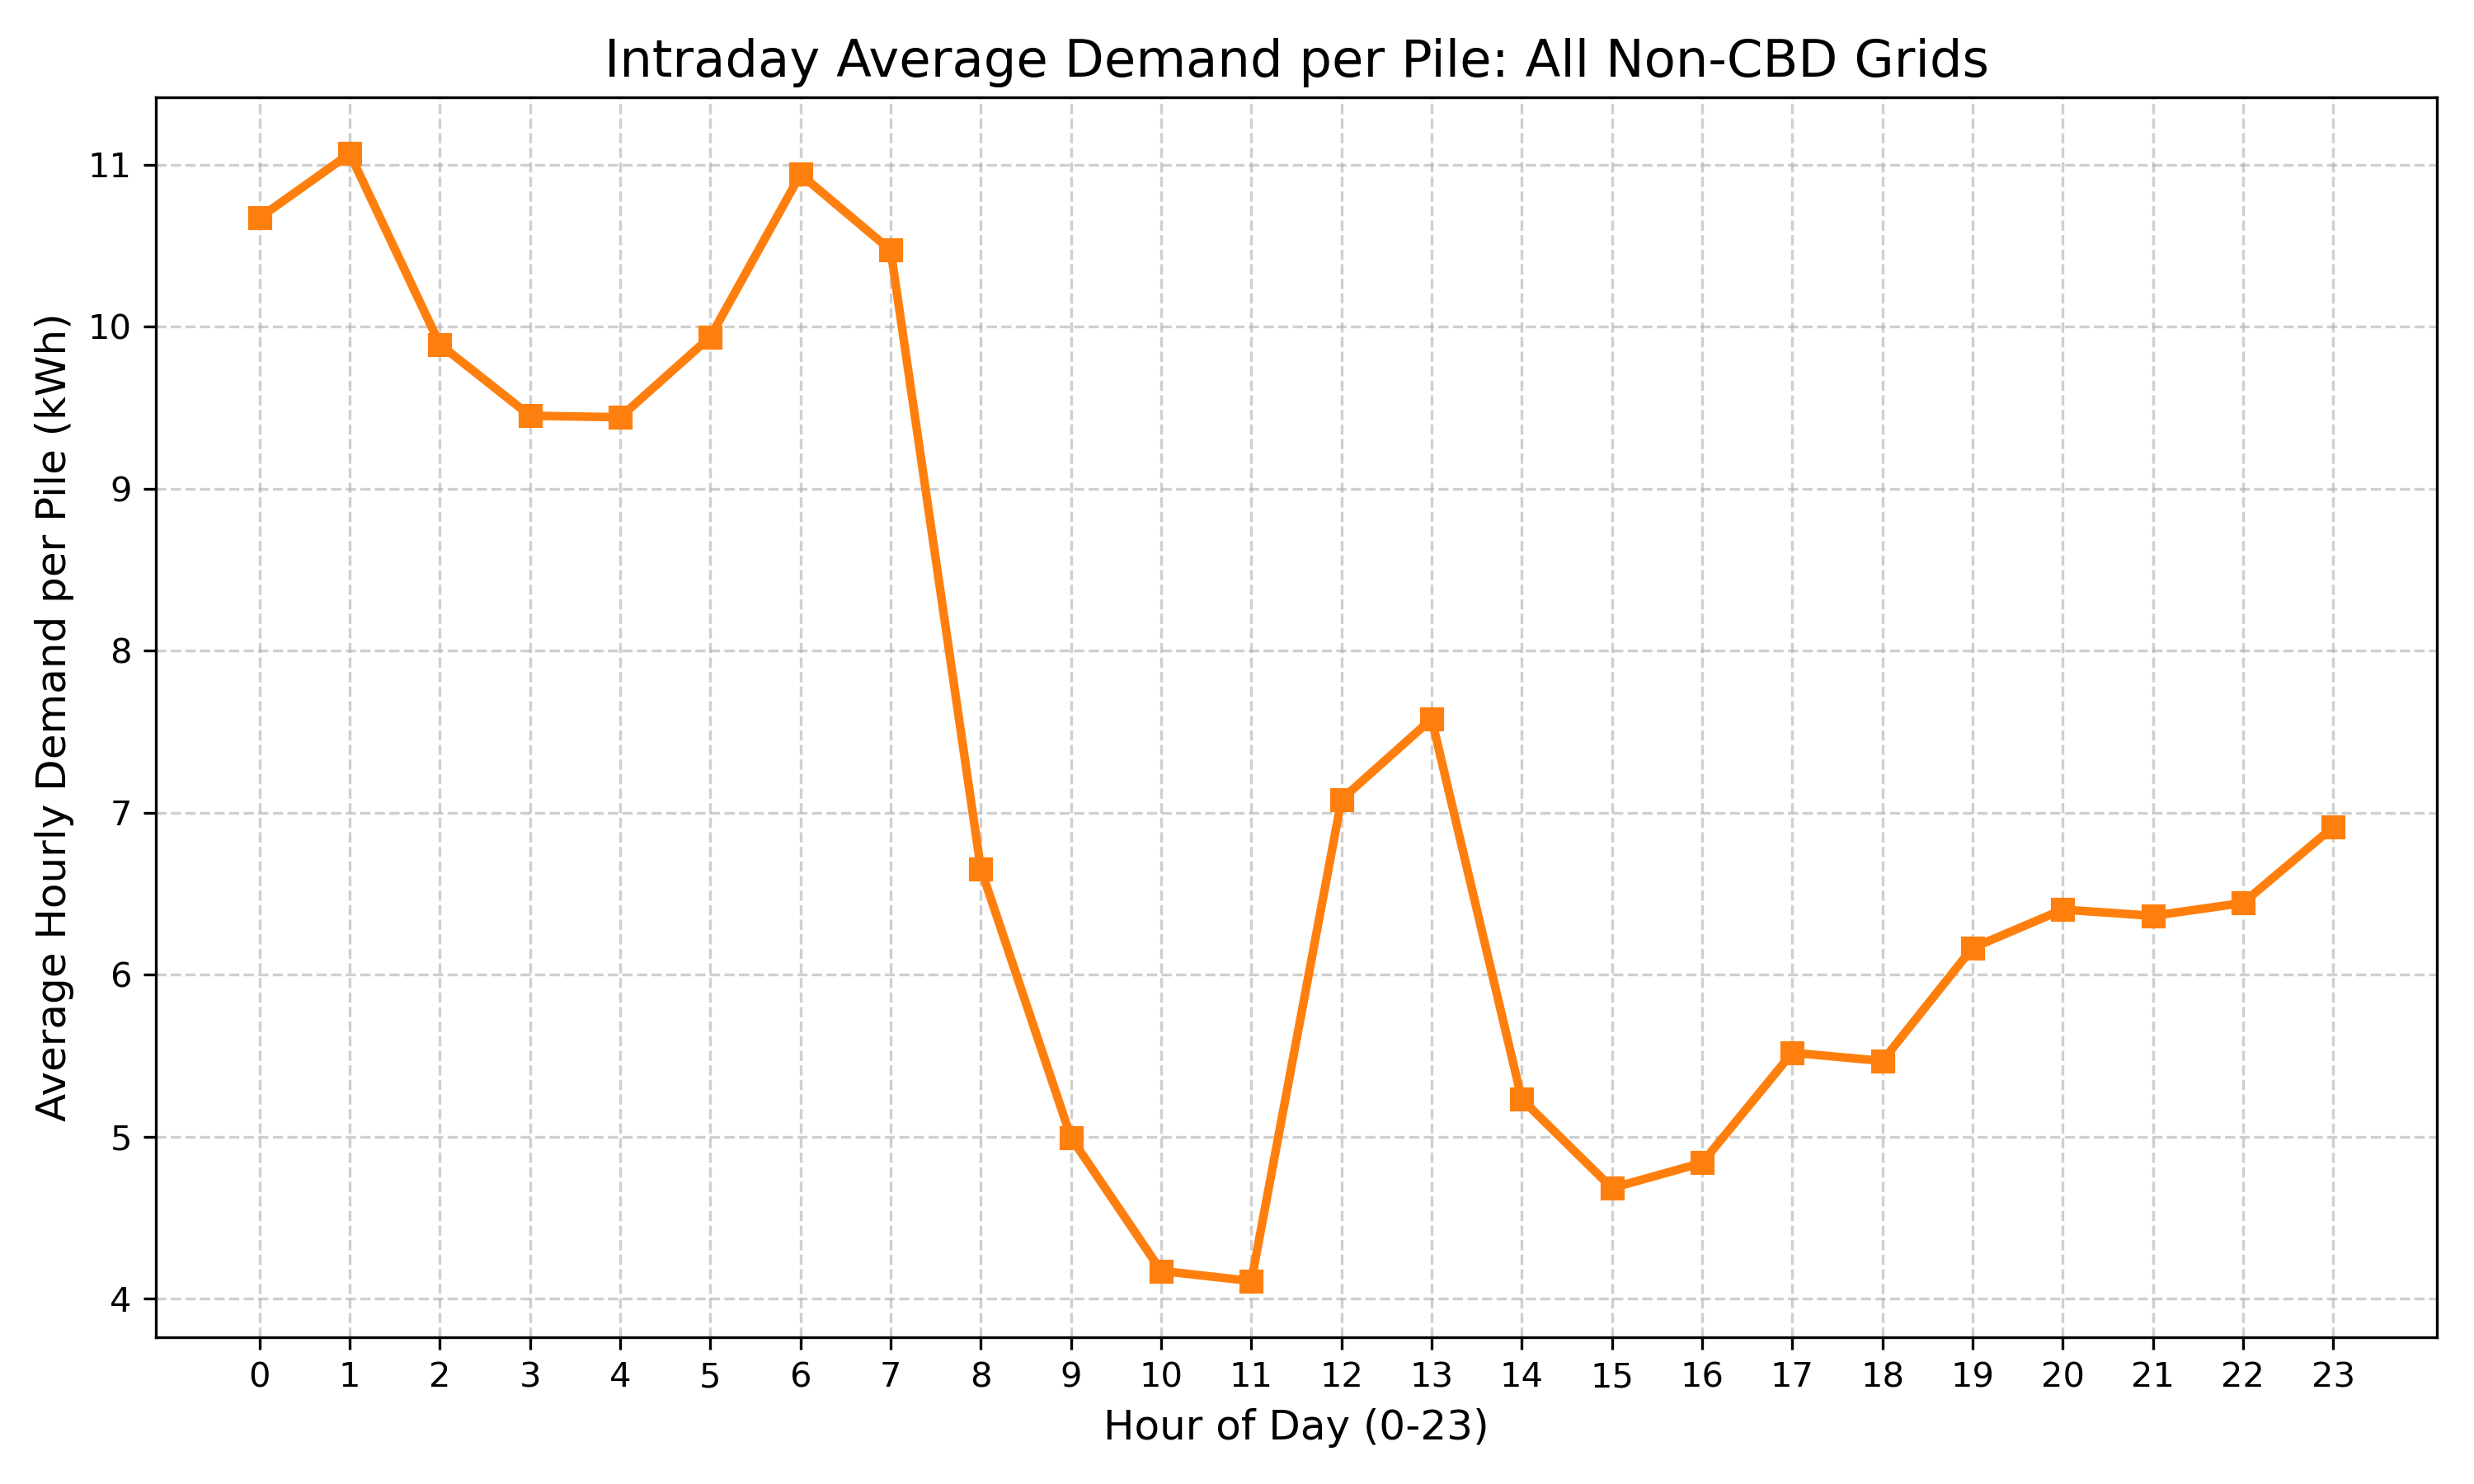 Intraday Average Demand per Pile: All Non-CBD Grids
Average Hourly Demand per Pile (kWh)
11
10
9
8
7
6
5
4
0 1 2 3 4 5 6 7 8 9 10 11 12 13 14 15 16 17 18 19 20 21 22 23
Hour of Day (0-23)